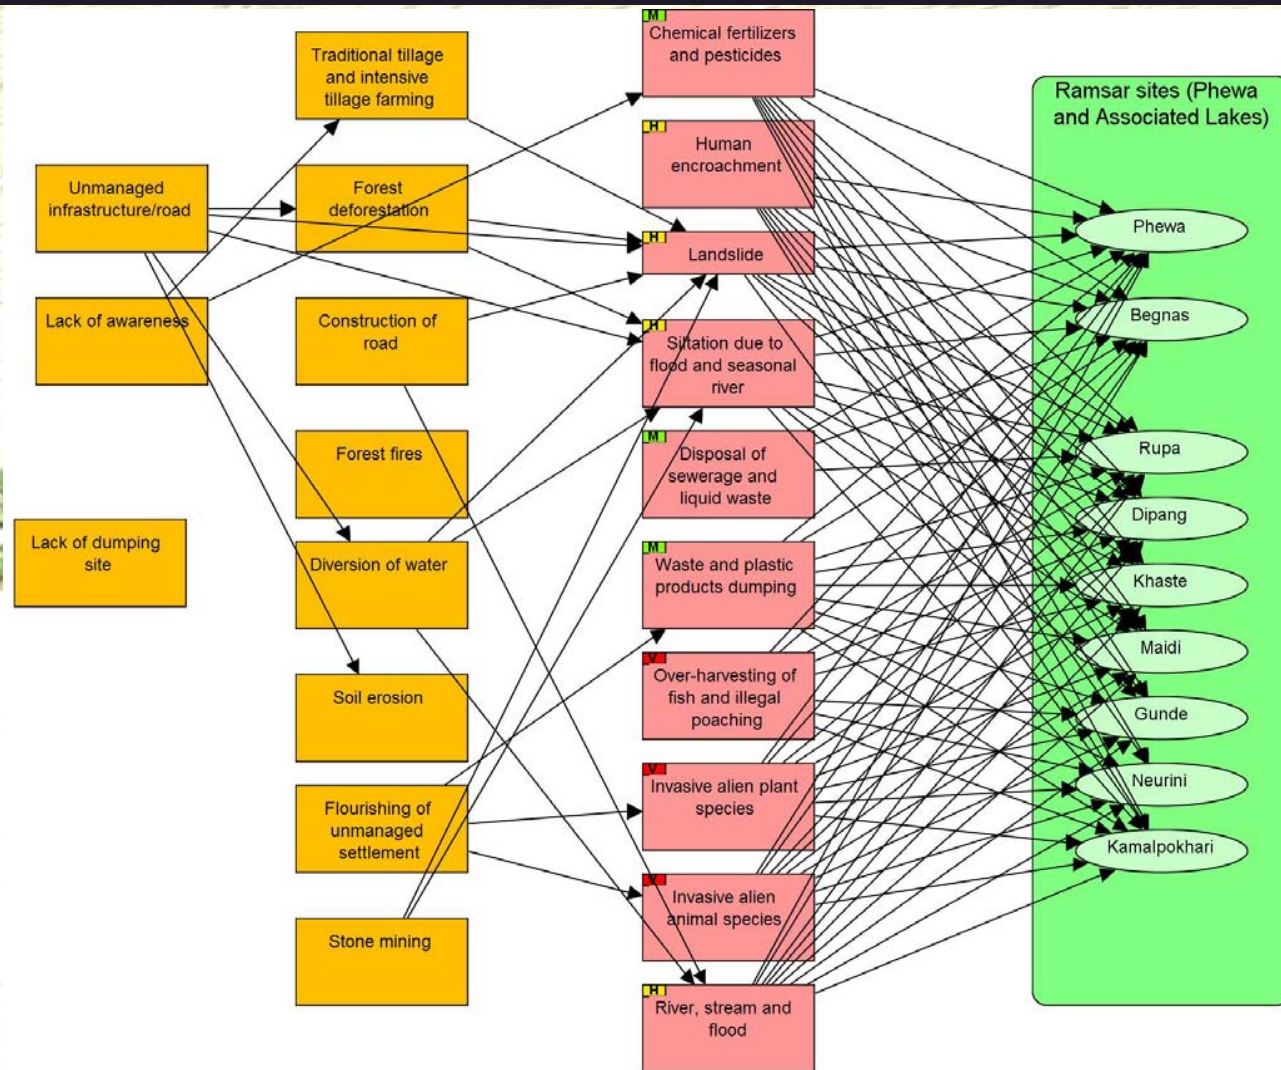 Unmanaged
infrastructure/road
Lack of awareness
Lack of dumping
site
Traditional tillage
and intensive
tillage farming
Forest
deforestation
Construction of
road
Forest fires
Diversion of water
Soil erosion
Flourishing of
unmanaged
settlement
Stone mining
M
Chemical fertilizers
and pesticides
H
Human
encroachment
H
Landslide
H
Siltation due to
flood and seasonal
river
M
Disposal of
sewerage and
liquid waste
M
Waste and plastic
products dumping
V
Over-harvesting of
fish and illegal
poaching
V
Invasive alien plant
species
V
Invasive alien
animal species
H
River, stream and
flood
Ramsar sites (Phewa
and Associated Lakes)
Phewa
Begnas
Rupa
Dipang
Khaste
Maidi
Gunde
Neurini
Kamalpokhari